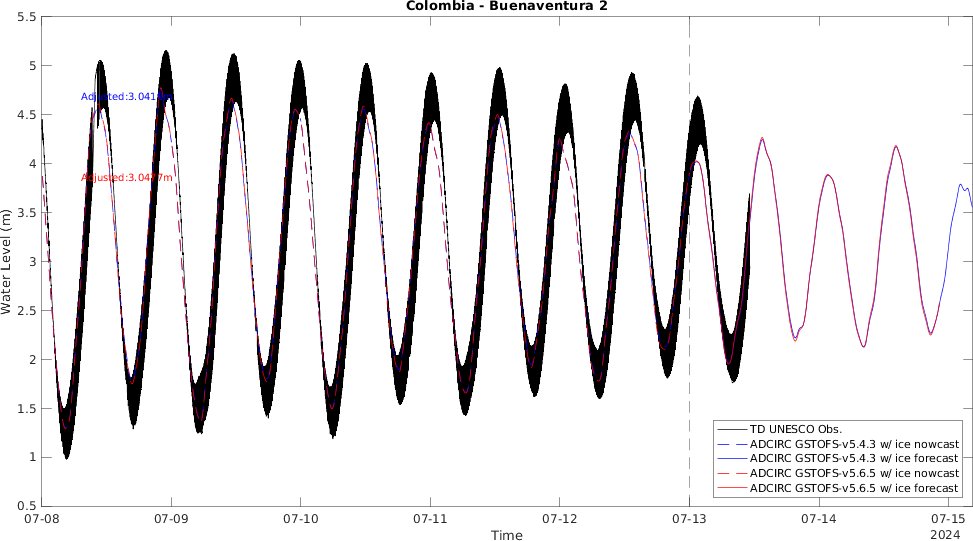 Colombia - Buenaventura 2
5.5
5
4.5
4
3.5
3
2.5
2
1.5
1
0.5
Water Level (m)
Adjusted:3.041
Adjusted:3.0477m
TD UNESCO Obs.
ADCIRC GSTOFS-v5.4.3 w/ ice nowcast
ADCIRC GSTOFS-v5.4.3 w/ ice forecast
ADCIRC GSTOFS-v5.6.5 w/ ice nowcast
ADCIRC GSTOFS-v5.6.5 w/ ice forecast
07-08 07-09 07-10 07-11 07-12 07-13 07-14 07-15
Time
2024